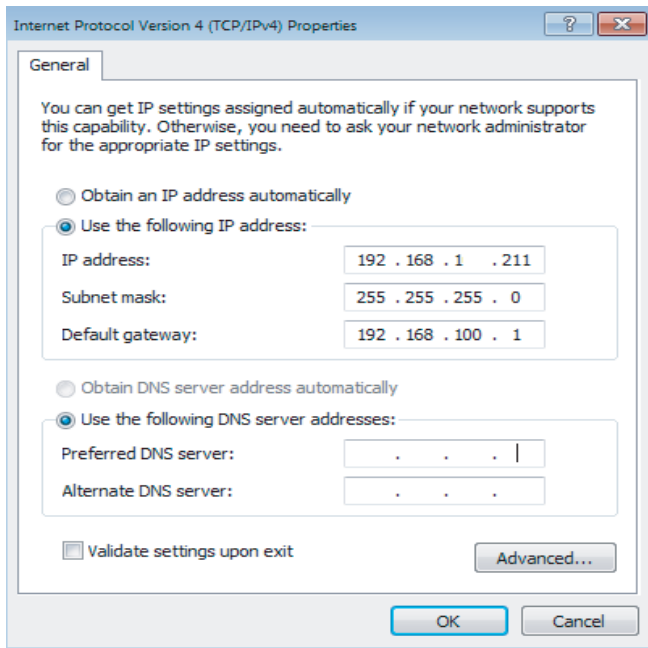 Internet Protocol Version 4 (TCP/IPv4) Properties
General
You can get IP settings assigned automatically if your network supports
this capability. Otherwise, you need to ask your network administrator
for the appropriate IP settings.
Obtain an IP address automatically
Use the following IP address:
IP address: 192 . 168 . 1 . 211
Subnet mask: 255 . 255 . 255 . 0
Default gateway: 192 . 168 . 100 . 1
Obtain DNS server address automatically
Use the following DNS server addresses:
Preferred DNS server: . . .
Alternate DNS server: . . .
Validate settings upon exit
Advanced...
OK Cancel